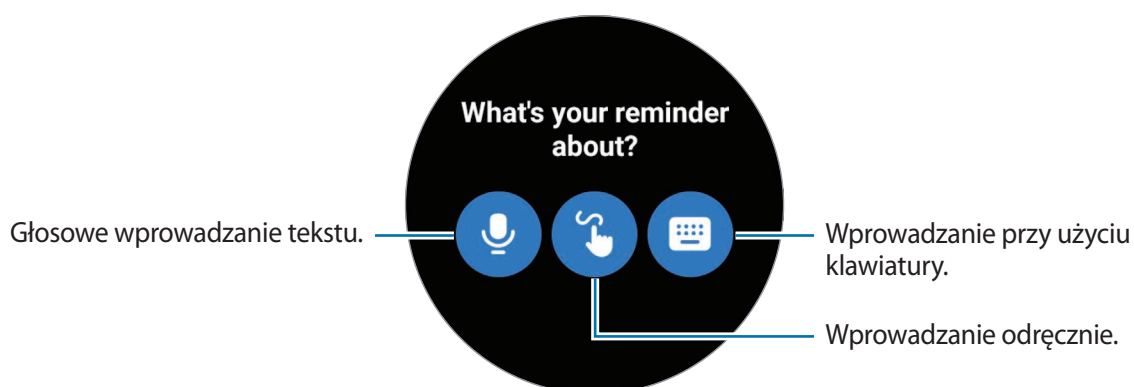 What's your reminder
about?
Głosowe wprowadzanie tekstu.
Wprowadzanie przy użyciu
klawiatury.
Wprowadzanie odręcznie.